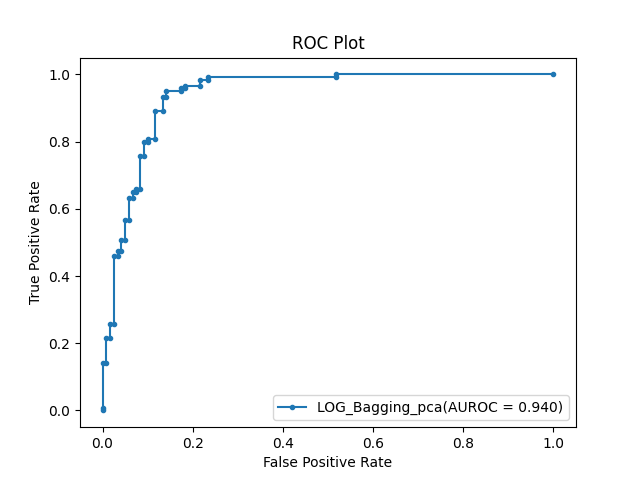 ROC Plot
True Positive Rate
1.0
0.8
0.6
0.4
0.2
0.0
LOG_Bagging_pca(AUROC = 0.940)
0.0 0.2 0.4 0.6 0.8 1.0
False Positive Rate